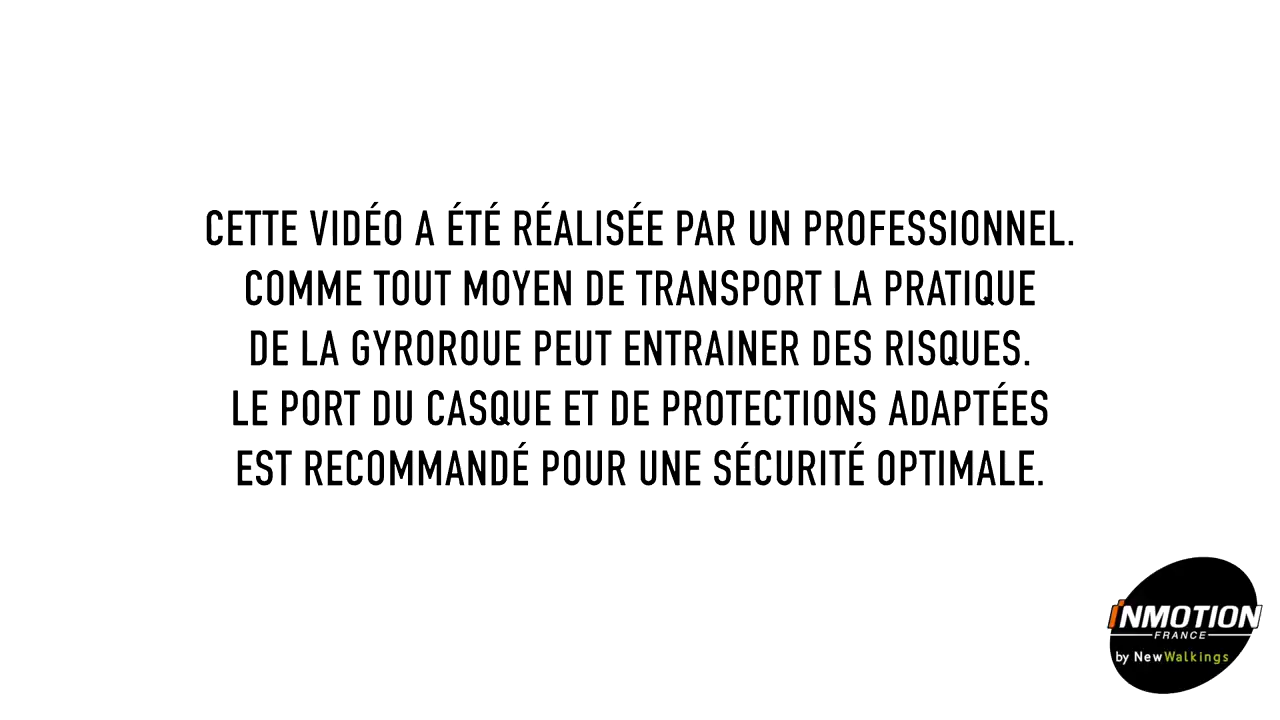 CETTE VIDÉO A ÉTÉ RÉALISÉE PAR UN PROFESSIONNEL.
COMME TOUT MOYEN DE TRANSPORT LA PRATIQUE
DE LA GYROROUE PEUT ENTRAINER DES RISQUES.
LE PORT DU CASQUE ET DE PROTECTIONS ADAPTÉES
EST RECOMMANDÉ POUR UNE SÉCURITÉ OPTIMALE.
INMOTION
FRANCE
by NewWalkings